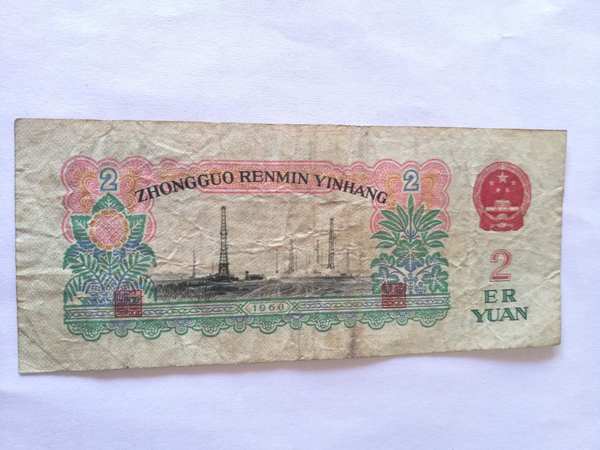 2
ZHONGGUO RENMIN YINHANG
2
1960
2
ER
YUAN